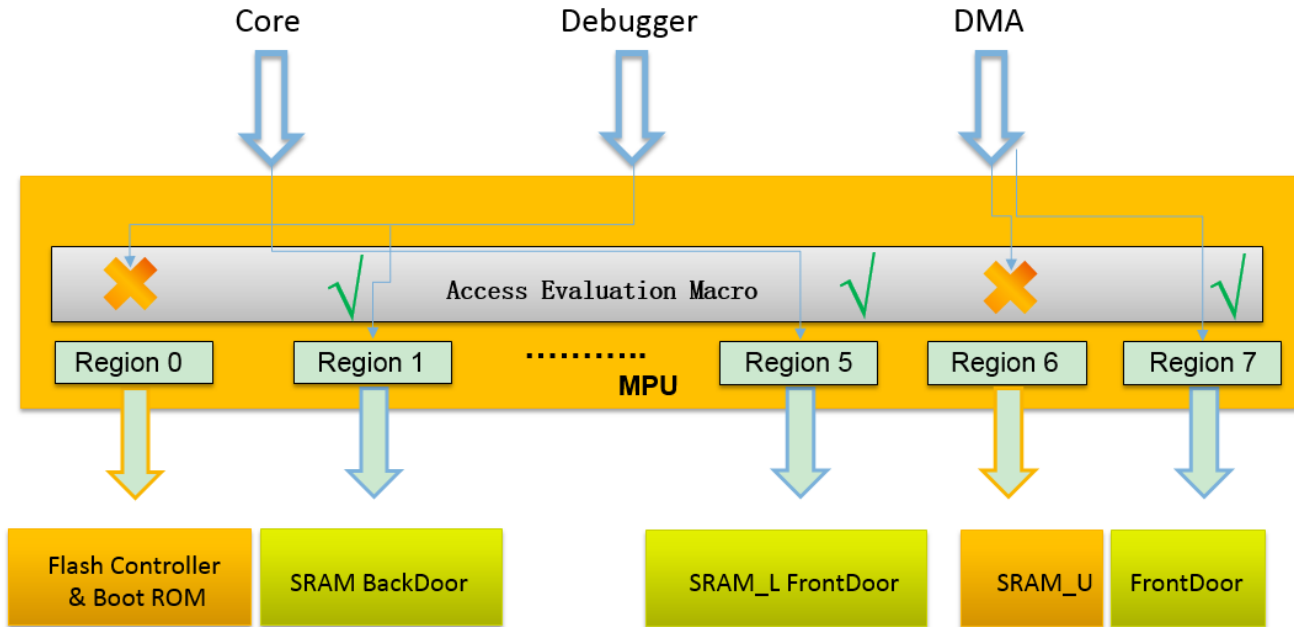 Core
Debugger
DMA
Access Evaluation Macro
Region 0
Region 1
………..
Region 5
Region 6
Region 7
MPU
Flash Controller
& Boot ROM
SRAM BackDoor
SRAM_L FrontDoor
SRAM_U
FrontDoor